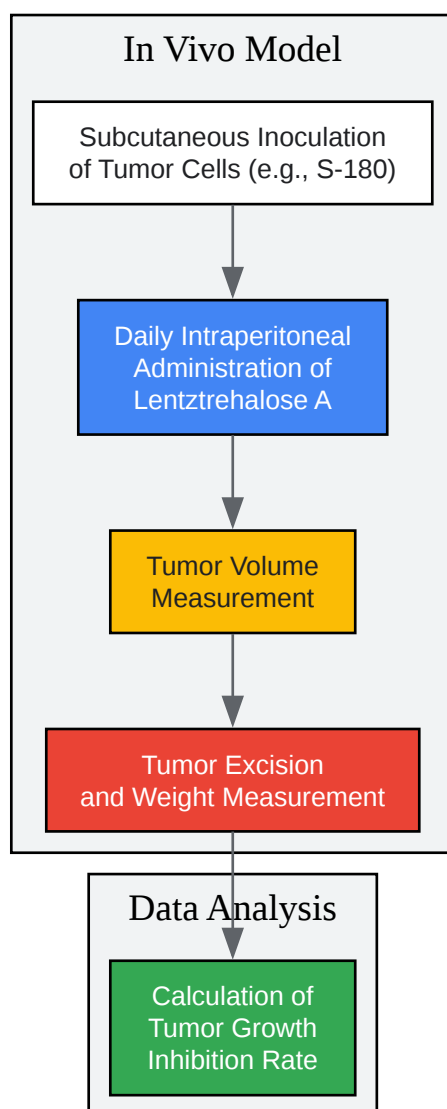 In Vivo Model
Subcutaneous Inoculation
of Tumor Cells (e.g., S-180)
Daily Intraperitoneal
Administration of
Lentztrehalose A
Tumor Volume
Measurement
Tumor Excision
and Weight Measurement
Data Analysis
Calculation of
Tumor Growth
Inhibition Rate